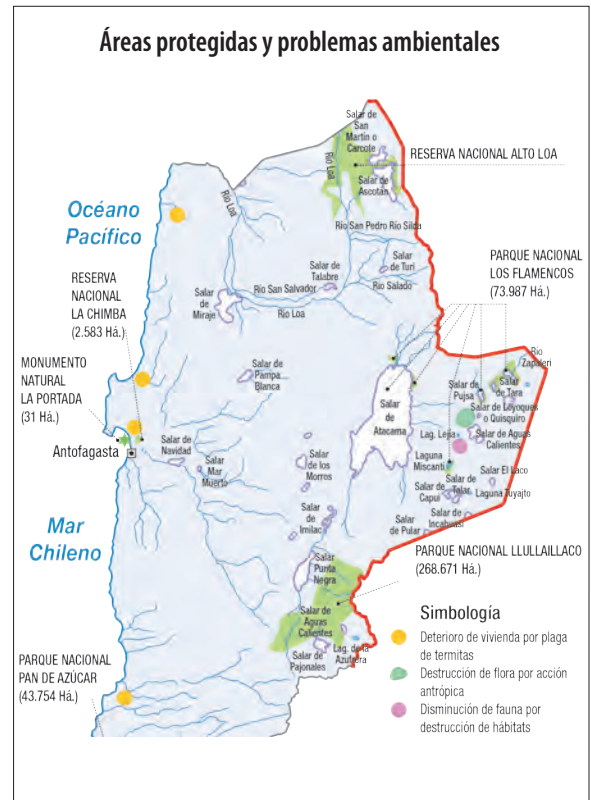 Áreas protegidas y problemas ambientales
Salar de
San
Martín o
Carcote
RESERVA NACIONAL ALTO LOA
Río Loa
Salar de
Ascotán
Río Loa
Océano
Pacífico
Río San Pedro Río Silda
PARQUE NACIONAL
LOS FLAMENCOS
(73.987 Há.)
RESERVA
NACIONAL
LA CHIMBA
(2.583 Há.)
Salar de
Talabre
Salar
de Turi
Río San Salvador
Río Salado
Salar
de
Miraje
Río Loa
MONUMENTO
NATURAL
LA PORTADA
(31 Há.)
Río
Zapaleri
Salar de
Pampa
Blanca
Salar de
Pujsa
Salar
de Tara
Salar
de
Atacama
Salar de Loyoques
o Quisquiro
Lag. Lejía
Salar de Aguas
Calientes
Antofagasta
Salar de
Navidad
Salar
Mar
Muerto
Salar
de los
Morros
Laguna
Miscanti
Salar El Laco
Salar de
Talar
Laguna Tuyajto
Salar de
Capur
Salar de
Incahuasi
Salar
de
Imilac
Salar
de Pular
Mar
Chileno
PARQUE NACIONAL LLULLAILLACO
(268.671 Há.)
Salar
Punta
Negra
Salar de
Aguas
Calientes
Lag. de la
Azufrera
Salar de
Pajonales
PARQUE NACIONAL
PAN DE AZÚCAR
(43.754 Há.)
Simbología
Deterioro de vivienda por plaga
de termitas
Destrucción de flora por acción
antrópica
Disminución de fauna por
destrucción de hábitats